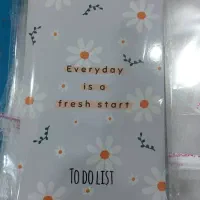 Everyday
is a
fresh start
TO DO LIST